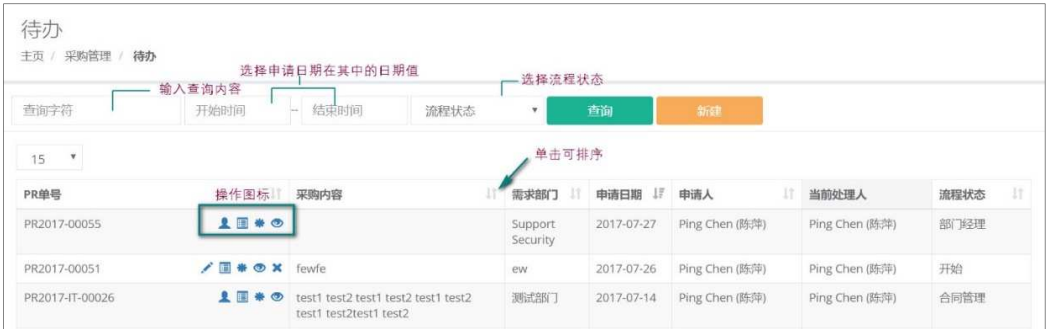 待办
主页 / 采购管理 / 待办
选择申请日期在其中的日期值
选择流程状态
输入查询内容
查询字符 开始时间 – 结束时间 流程状态 查询 新建
15
单击可排序
操作图标
PR单号 采购内容 需求部门 申请日期 申请人 当前处理人 流程状态
PR2017-00055 Support Security 2017-07-27 Ping Chen (陈萍) Ping Chen (陈萍) 部门经理
PR2017-00051 fewfe ew 2017-07-26 Ping Chen (陈萍) Ping Chen (陈萍) 开始
PR2017-IT-00026 test1 test2 test1 test2 test1 test2 测试部门 2017-07-14 Ping Chen (陈萍) Ping Chen (陈萍) 合同管理
test1 test2test1 test2